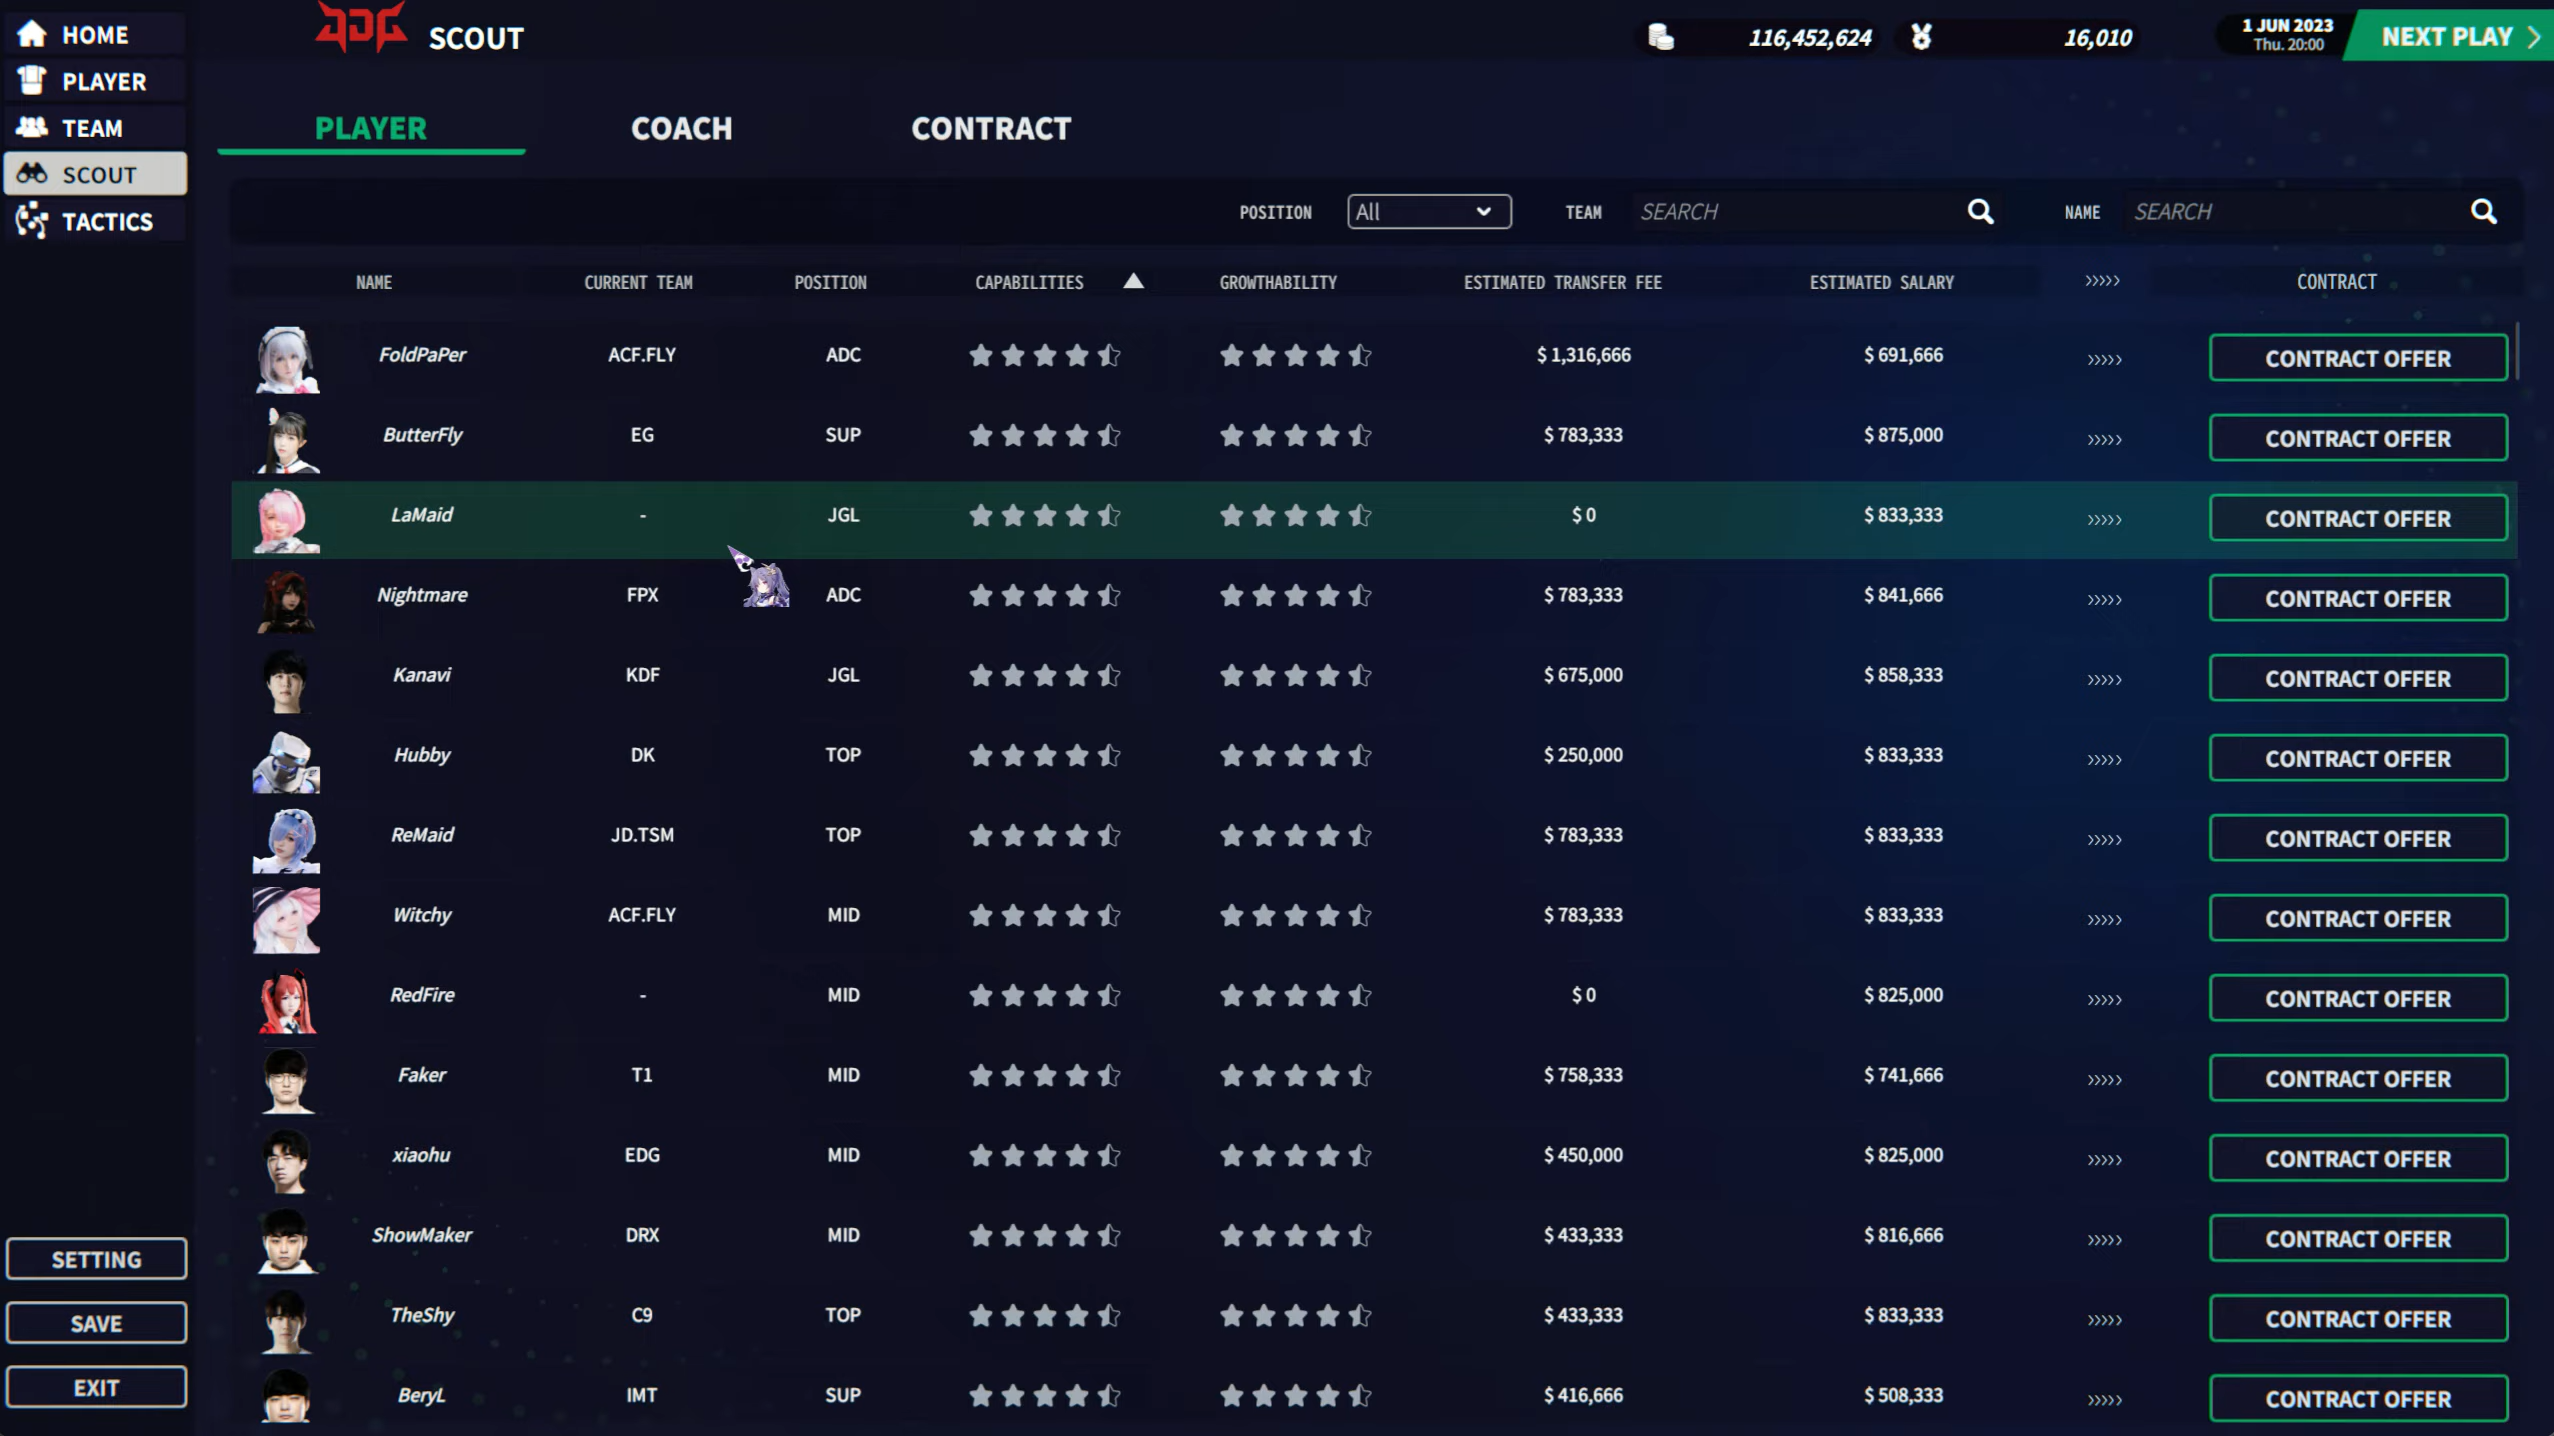 HOME
PLAYER
TEAM
SCOUT
TACTICS
SETTING
SAVE
EXIT
JDG SCOUT
116,452,624
16,010
1 JUN 2023
Thu. 20:00
NEXT PLAY
PLAYER COACH CONTRACT
POSITION All TEAM SEARCH NAME SEARCH
NAME CURRENT TEAM POSITION CAPABILITIES GROWTHABILITY ESTIMATED TRANSFER FEE ESTIMATED SALARY >>>>> CONTRACT
FoldPaPer ACF.FLY ADC $ 1,316,666 $ 691,666 >>>>> CONTRACT OFFER
ButterFly EG SUP $ 783,333 $ 875,000 >>>>> CONTRACT OFFER
LaMaid - JGL $ 0 $ 833,333 >>>>> CONTRACT OFFER
Nightmare FPX ADC $ 783,333 $ 841,666 >>>>> CONTRACT OFFER
Kanavi KDF JGL $ 675,000 $ 858,333 >>>>> CONTRACT OFFER
Hubby DK TOP $ 250,000 $ 833,333 >>>>> CONTRACT OFFER
ReMaid JD.TSM TOP $ 783,333 $ 833,333 >>>>> CONTRACT OFFER
Witchy ACF.FLY MID $ 783,333 $ 833,333 >>>>> CONTRACT OFFER
RedFire - MID $ 0 $ 825,000 >>>>> CONTRACT OFFER
Faker T1 MID $ 758,333 $ 741,666 >>>>> CONTRACT OFFER
xiaohu EDG MID $ 450,000 $ 825,000 >>>>> CONTRACT OFFER
ShowMaker DRX MID $ 433,333 $ 816,666 >>>>> CONTRACT OFFER
TheShy C9 TOP $ 433,333 $ 833,333 >>>>> CONTRACT OFFER
BeryL IMT SUP $ 416,666 $ 508,333 >>>>> CONTRACT OFFER